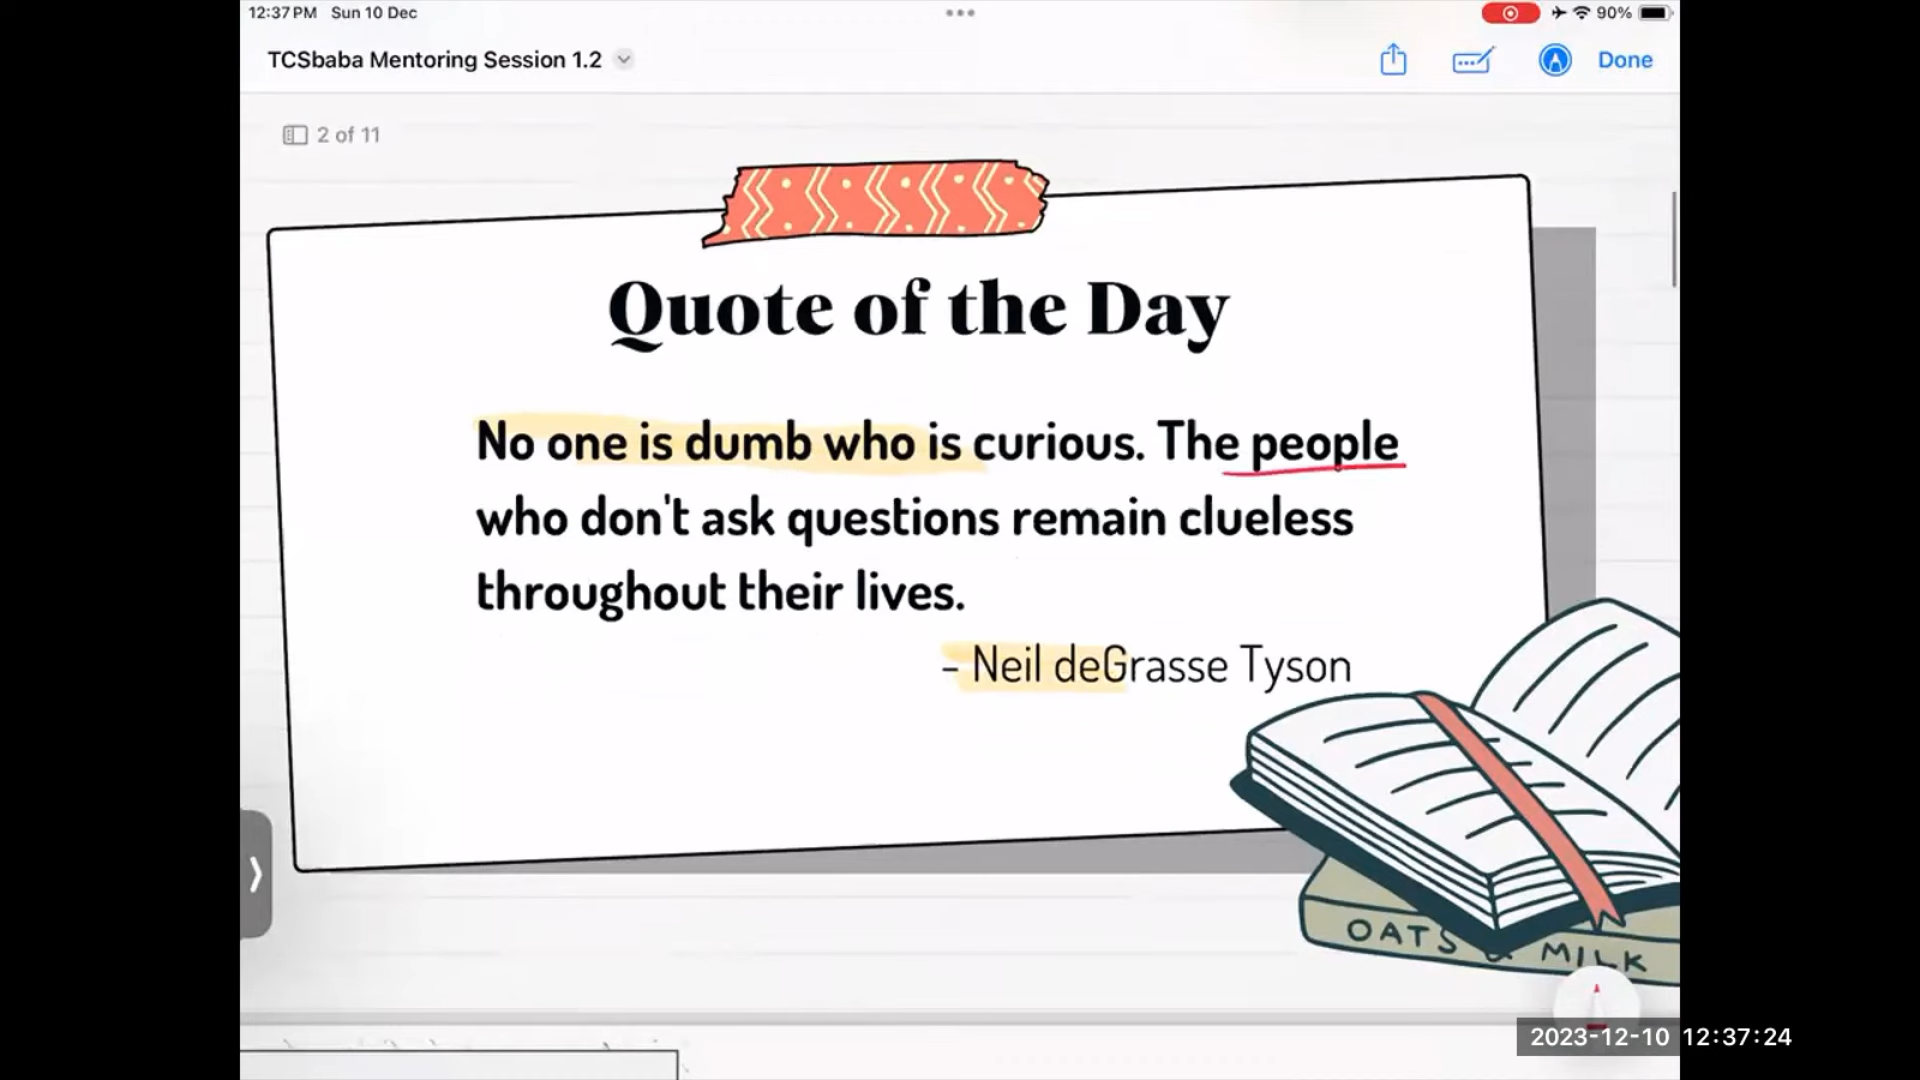 12:37 PM Sun 10 Dec
90%
TCSbaba Mentoring Session 1.2
Done
2 of 11
Quote of the Day
No one is dumb who is curious. The people
who don't ask questions remain clueless
throughout their lives.
- Neil deGrasse Tyson
OATS & MILK
2023-12-10 12:37:24